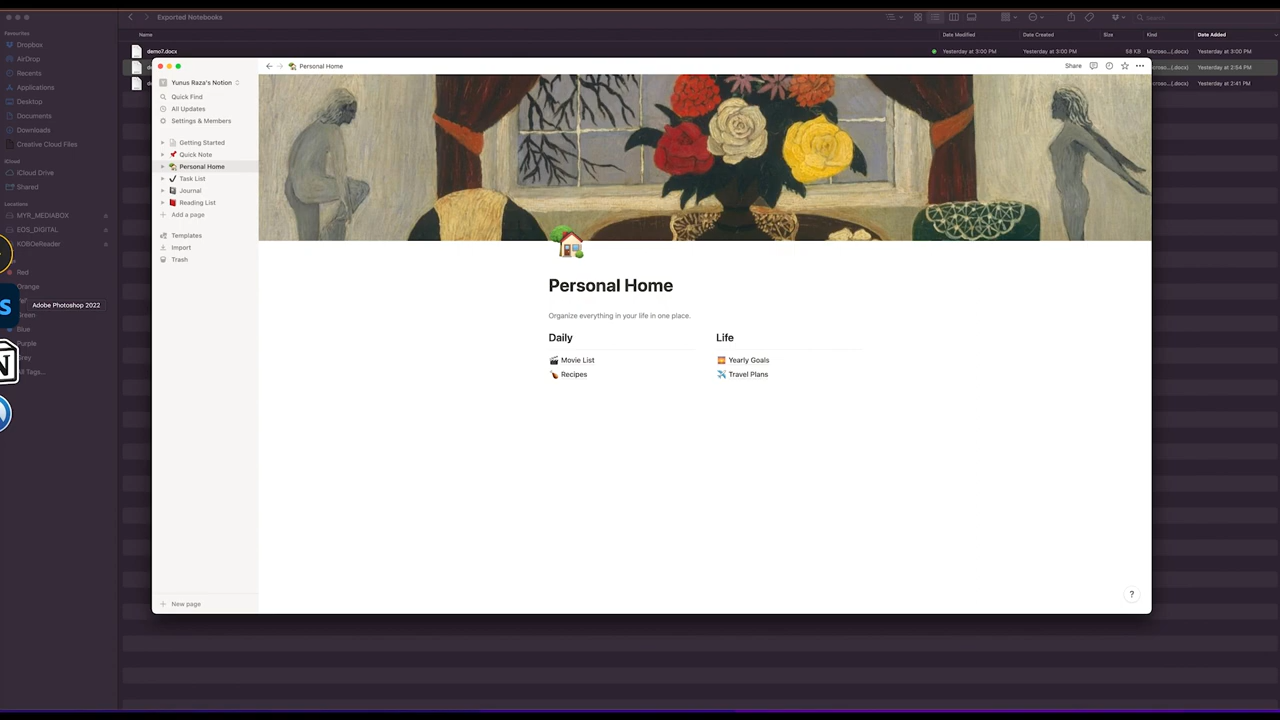 Exported Notebooks
Search
Favourites
Dropbox
AirDrop
Recents
Applications
Desktop
Documents
Downloads
Creative Cloud Files
iCloud
iCloud Drive
Shared
Locations
MYR_MEDIABOX
EOS_DIGITAL
KOBOeReader
Red
Orange
Green
Blue
Purple
Adobe Photoshop 2022
Name
Date Modified
Date Created
Size
Kind
Date Added
demo7.docx
Yesterday at 3:00 PM
Yesterday at 3:00 PM
58 KB
Microso...(.docx)
Yesterday at 3:00 PM
Yesterday at 2:54 PM
Yesterday at 2:41 PM
Personal Home
Share
Yunus Raza's Notion
Quick Find
All Updates
Settings & Members
Getting Started
Quick Note
Personal Home
Task List
Journal
Reading List
Add a page
Templates
Import
Trash
New page
Personal Home
Organize everything in your life in one place.
Daily
Life
Movie List
Yearly Goals
Recipes
Travel Plans
?